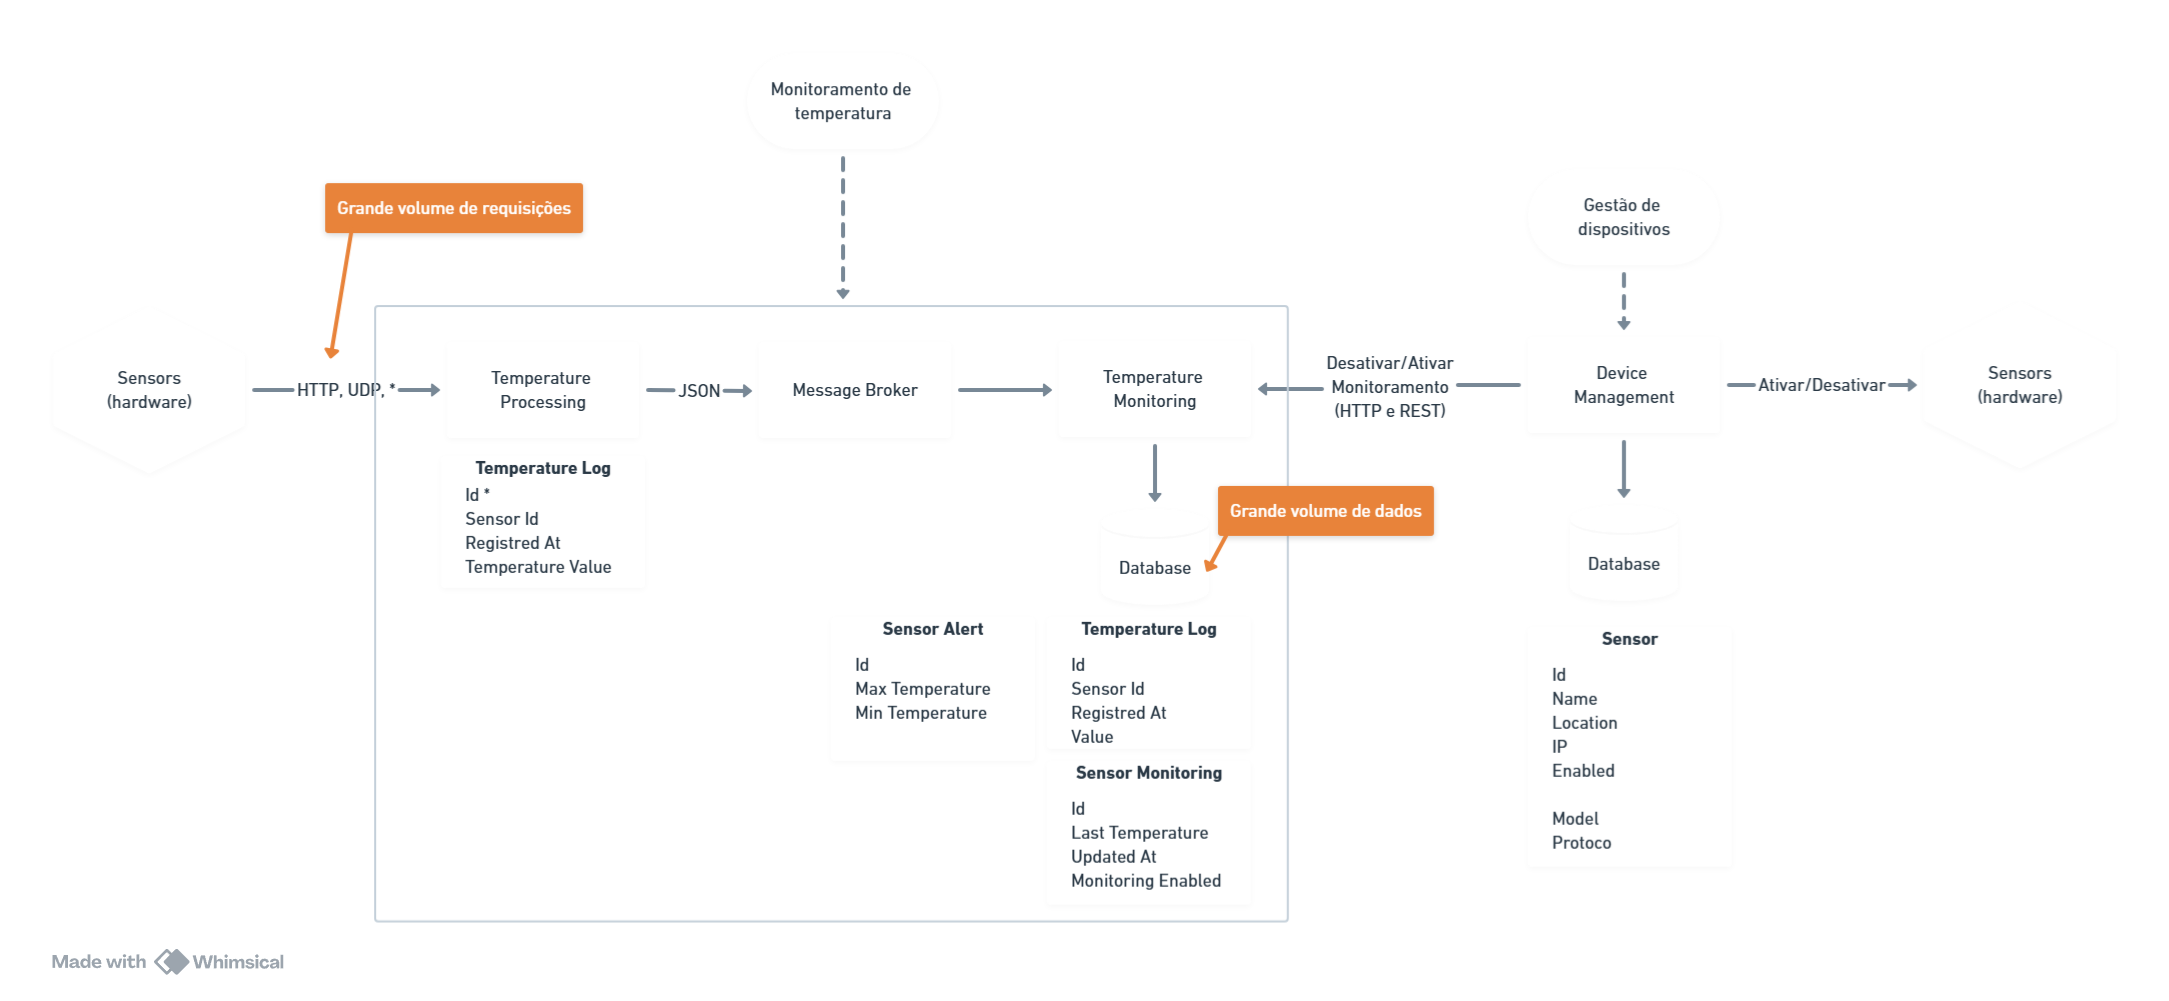 Monitoramento de
temperatura
Grande volume de requisições
Gestão de
dispositivos
Sensors
(hardware)
HTTP, UDP, *
Temperature
Processing
JSON
Message Broker
Temperature
Monitoring
Desativar/Ativar
Monitoramento
(HTTP e REST)
Device
Management
Ativar/Desativar
Sensors
(hardware)
Temperature Log
Id *
Sensor Id
Registred At
Temperature Value
Grande volume de dados
Database
Database
Sensor Alert
Id
Max Temperature
Min Temperature
Temperature Log
Id
Sensor Id
Registred At
Value
Sensor Monitoring
Id
Last Temperature
Updated At
Monitoring Enabled
Sensor
Id
Name
Location
IP
Enabled
Model
Protoco
Made with Whimsical